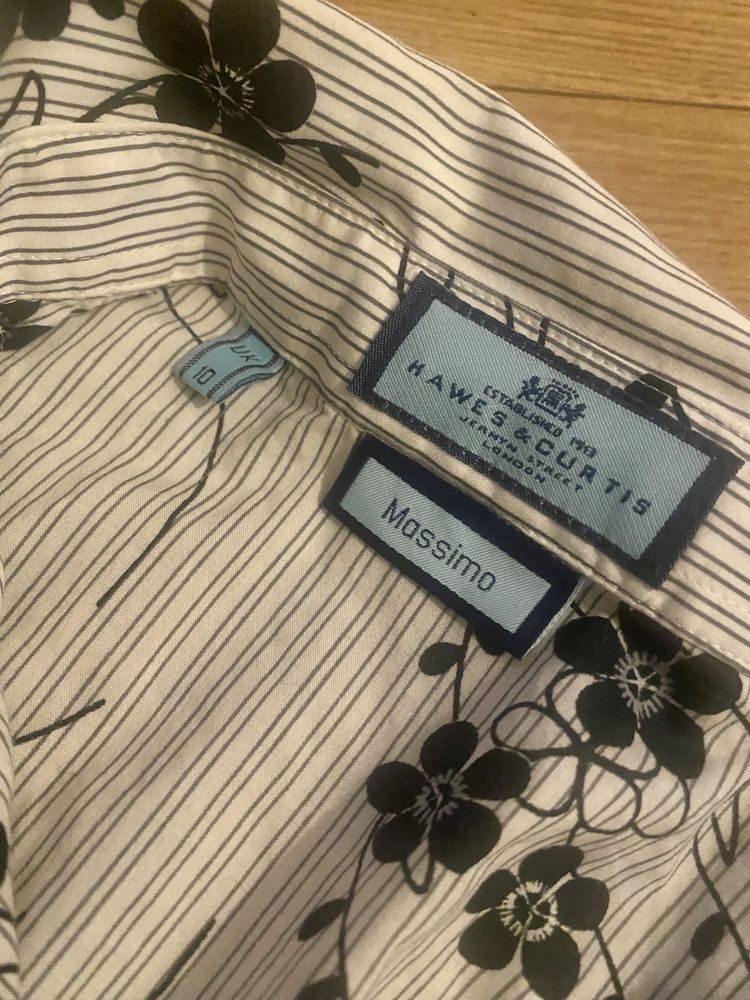 UK
10
ESTABLISHED 1913
HAWES & CURTIS
JERMYN STREET
LONDON
Massimo